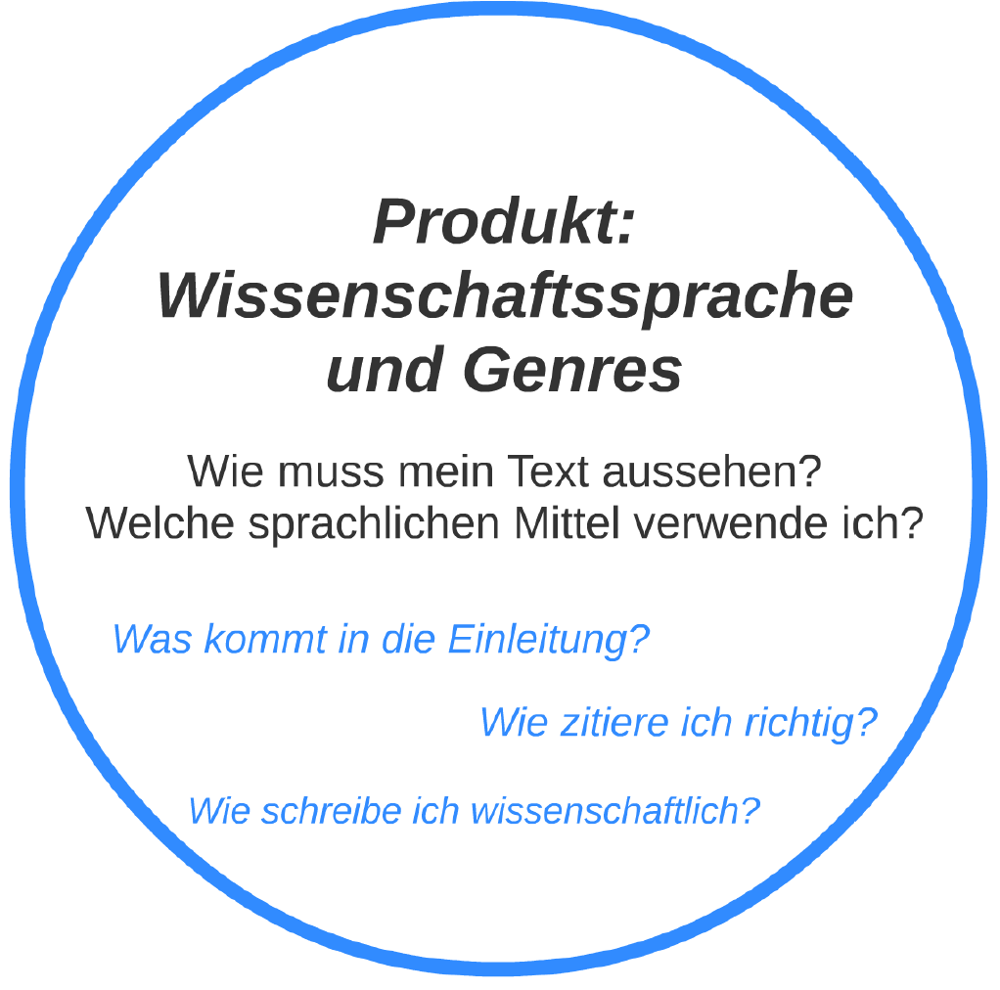 Produkt:
Wissenschaftssprache
und Genres
Wie muss mein Text aussehen?
Welche sprachlichen Mittel verwende ich?
Was kommt in die Einleitung?
Wie zitiere ich richtig?
Wie schreibe ich wissenschaftlich?